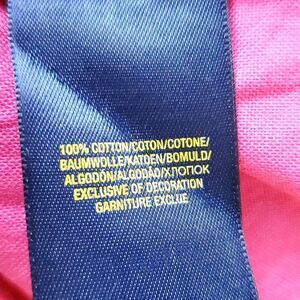 100% COTTON/COTON/COTONE/
BAUMWOLLE/KATOEN/BOMULD/
ALGODÓN/ALGODÃO/ХЛОПОК
EXCLUSIVE OF DECORATION
GARNITURE EXCLUE